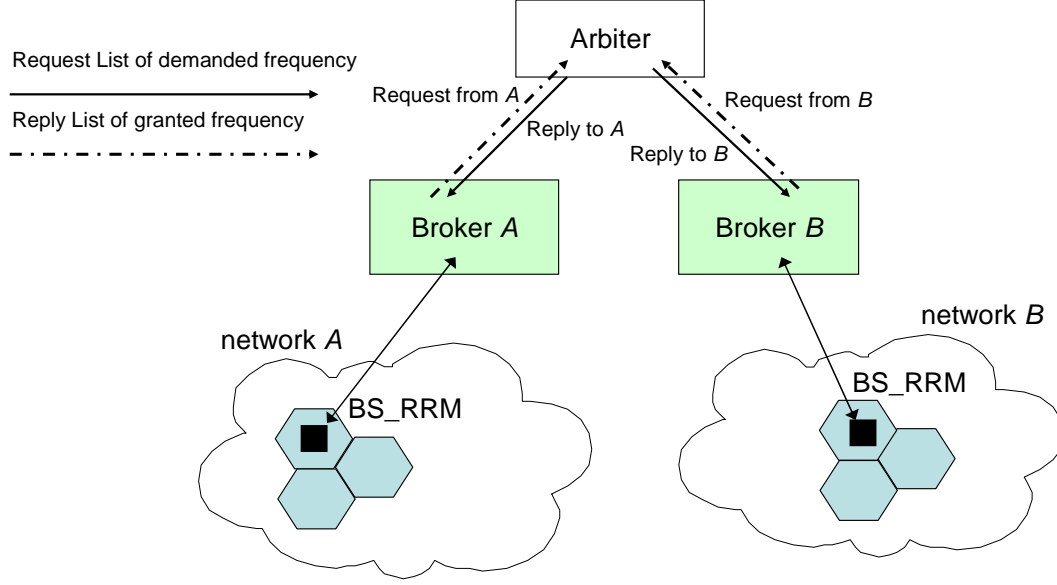 Arbiter
Request List of demanded frequency
Request from A
Request from B
Reply List of granted frequency
Reply to A
Reply to B
Broker A
Broker B
network A
network B
BS_RRM
BS_RRM